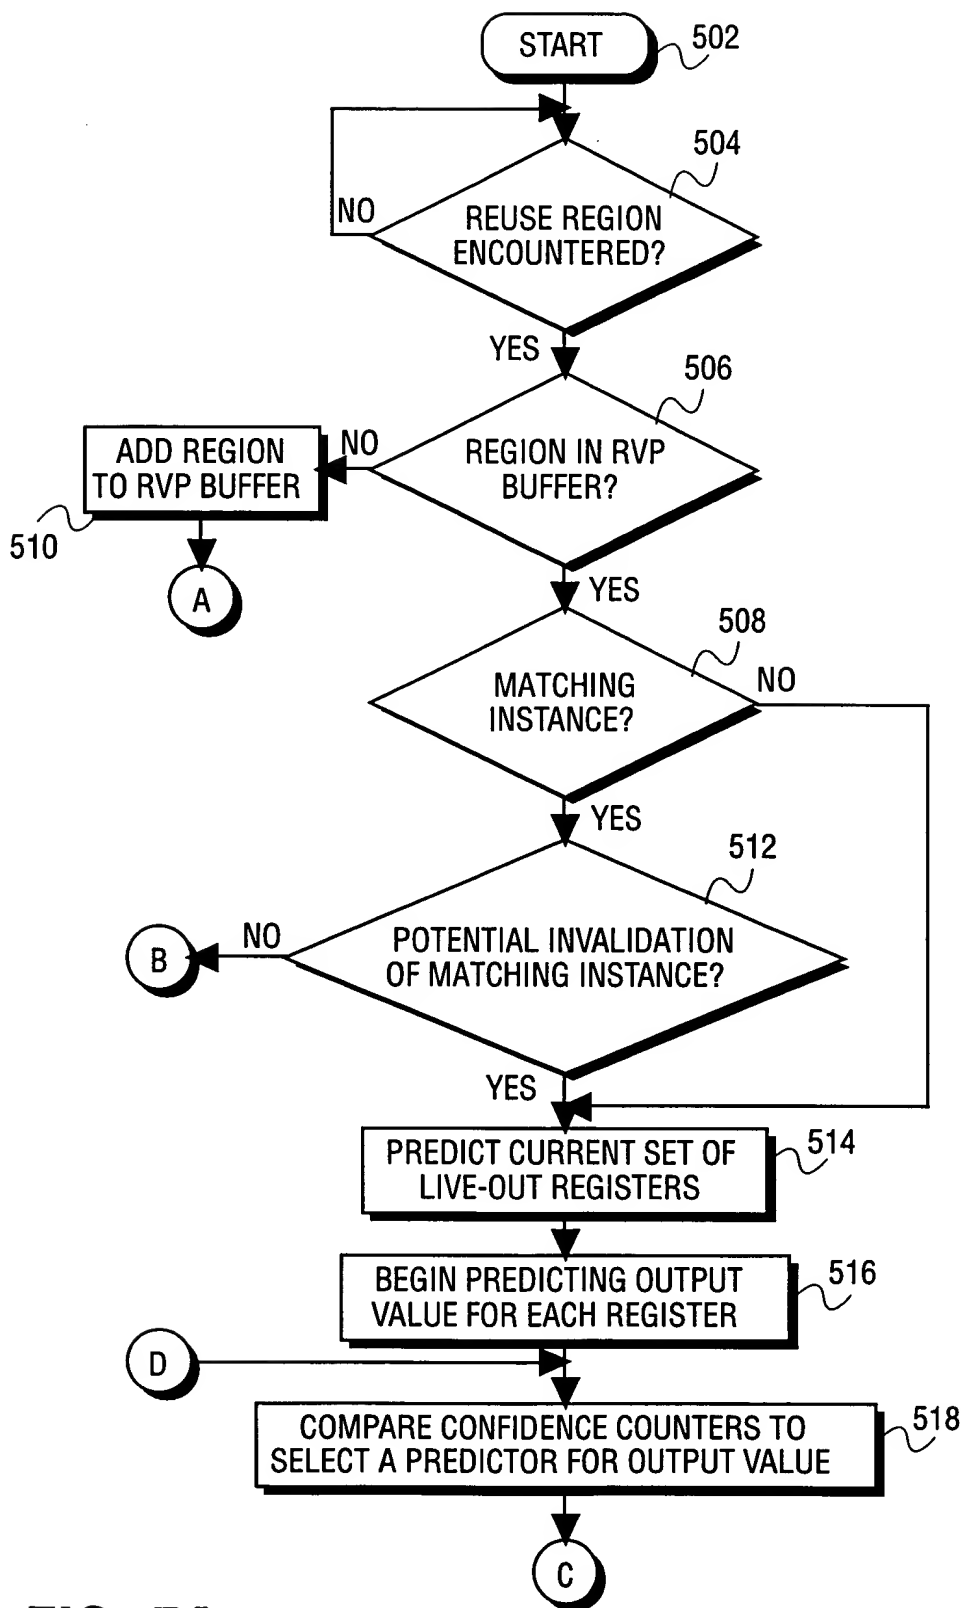 START
502
504
NO
REUSE REGION
ENCOUNTERED?
YES
506
ADD REGION
TO RVP BUFFER
NO
REGION IN RVP
BUFFER?
510
A
YES
508
MATCHING
INSTANCE?
NO
YES
512
B
NO
POTENTIAL INVALIDATION
OF MATCHING INSTANCE?
YES
PREDICT CURRENT SET OF
LIVE-OUT REGISTERS
514
BEGIN PREDICTING OUTPUT
VALUE FOR EACH REGISTER
516
D
COMPARE CONFIDENCE COUNTERS TO
SELECT A PREDICTOR FOR OUTPUT VALUE
518
C